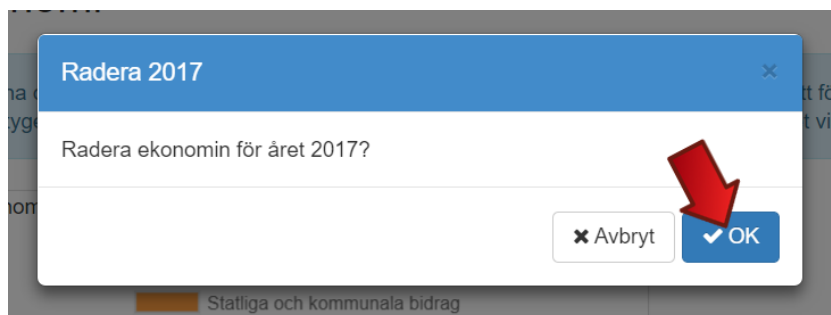 Radera 2017
×
Radera ekonomin för året 2017?
Avbryt
OK
Statliga och kommunala bidrag